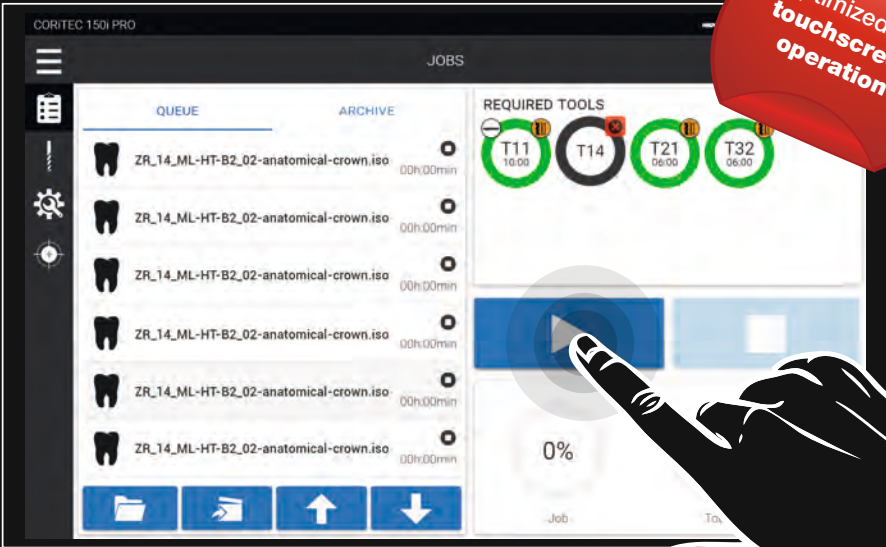 CORiTEC 150i PRO
touchscre
operation
JOBS
QUEUE
ARCHIVE
ZR_14_ML-HT-B2_02-anatomical-crown.iso
00h:00min
ZR_14_ML-HT-B2_02-anatomical-crown.iso
00h:00min
ZR_14_ML-HT-B2_02-anatomical-crown.iso
00h:00min
ZR_14_ML-HT-B2_02-anatomical-crown.iso
00h:00min
ZR_14_ML-HT-B2_02-anatomical-crown.iso
00h:00min
ZR_14_ML-HT-B2_02-anatomical-crown.iso
00h:00min
REQUIRED TOOLS
T11
10:00
T14
T21
06:00
T32
06:00
0%
Job